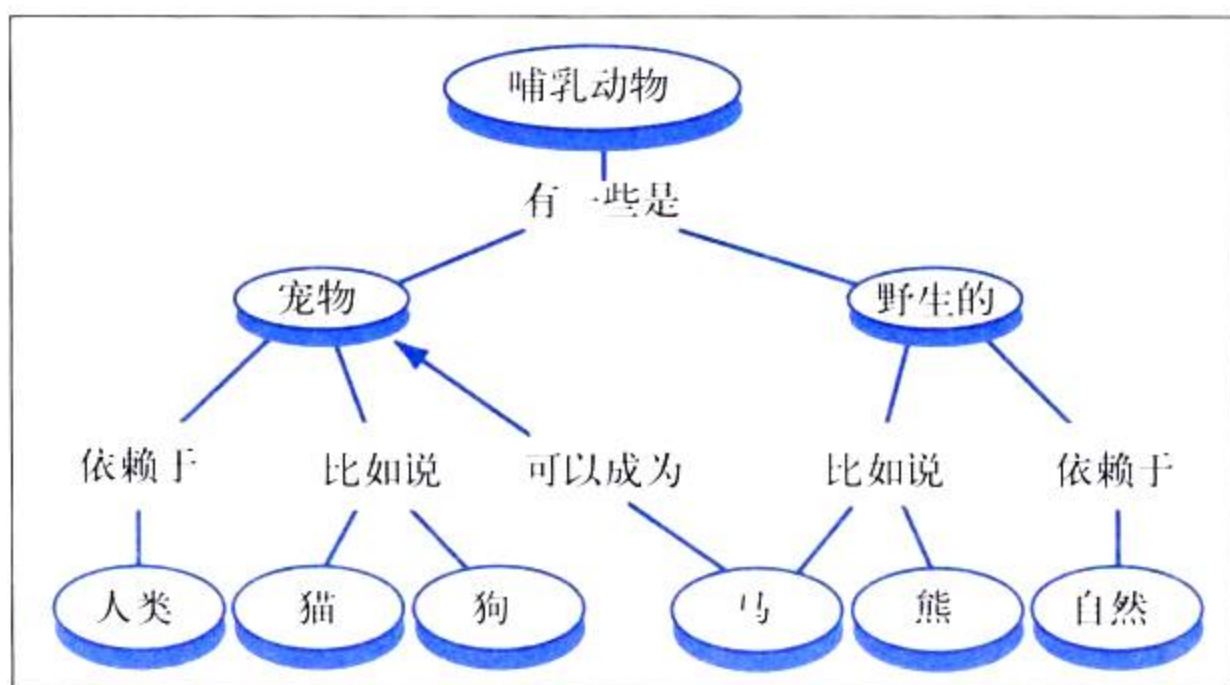 哺乳动物
有一些是
宠物 野生的
依赖于 比如说 可以成为 比如说 依赖于
人类 猫 狗 马 熊 自然